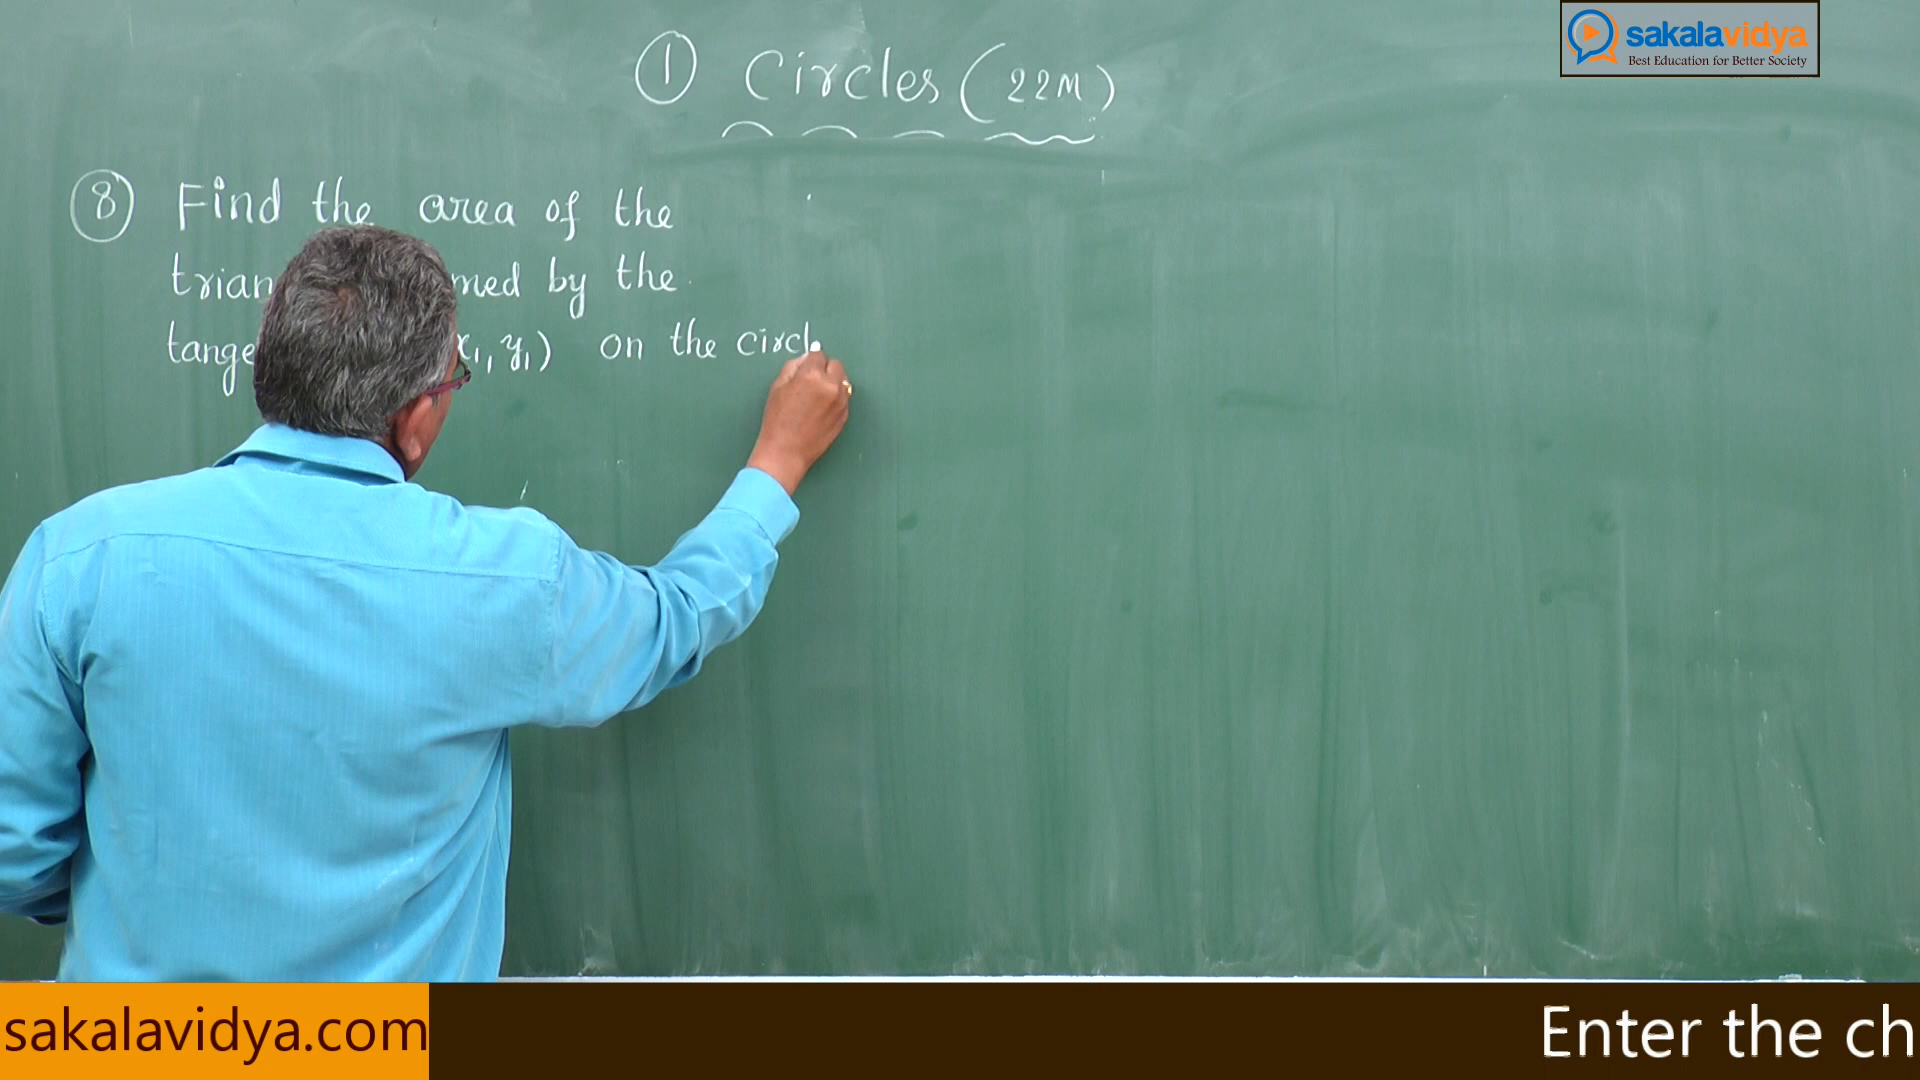 sakalavidya
Best Education for Better Society
① Circles (22M)
⑧ Find the area of the
trian med by the
tange x₁, y₁) on the circl
sakalavidya.com
Enter the ch